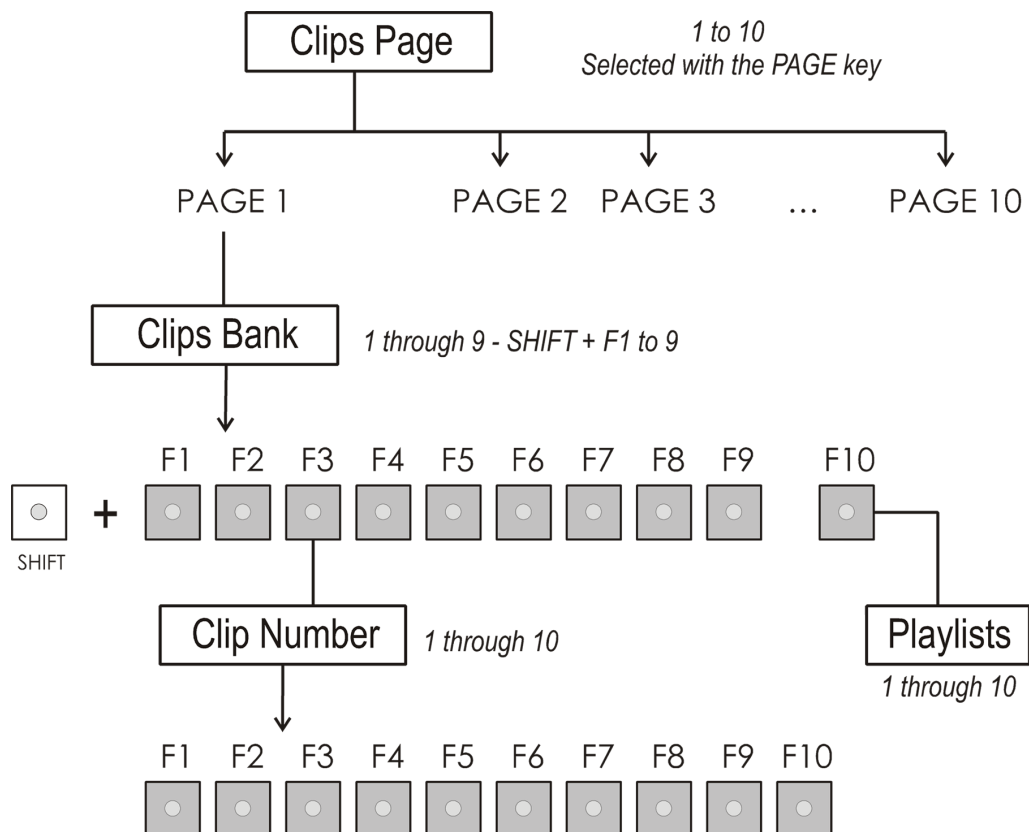 Clips Page
1 to 10
Selected with the PAGE key
PAGE 1 PAGE 2 PAGE 3 ... PAGE 10
Clips Bank
1 through 9 - SHIFT + F1 to 9
F1 F2 F3 F4 F5 F6 F7 F8 F9 F10
+
SHIFT
Clip Number
1 through 10
Playlists
1 through 10
F1 F2 F3 F4 F5 F6 F7 F8 F9 F10